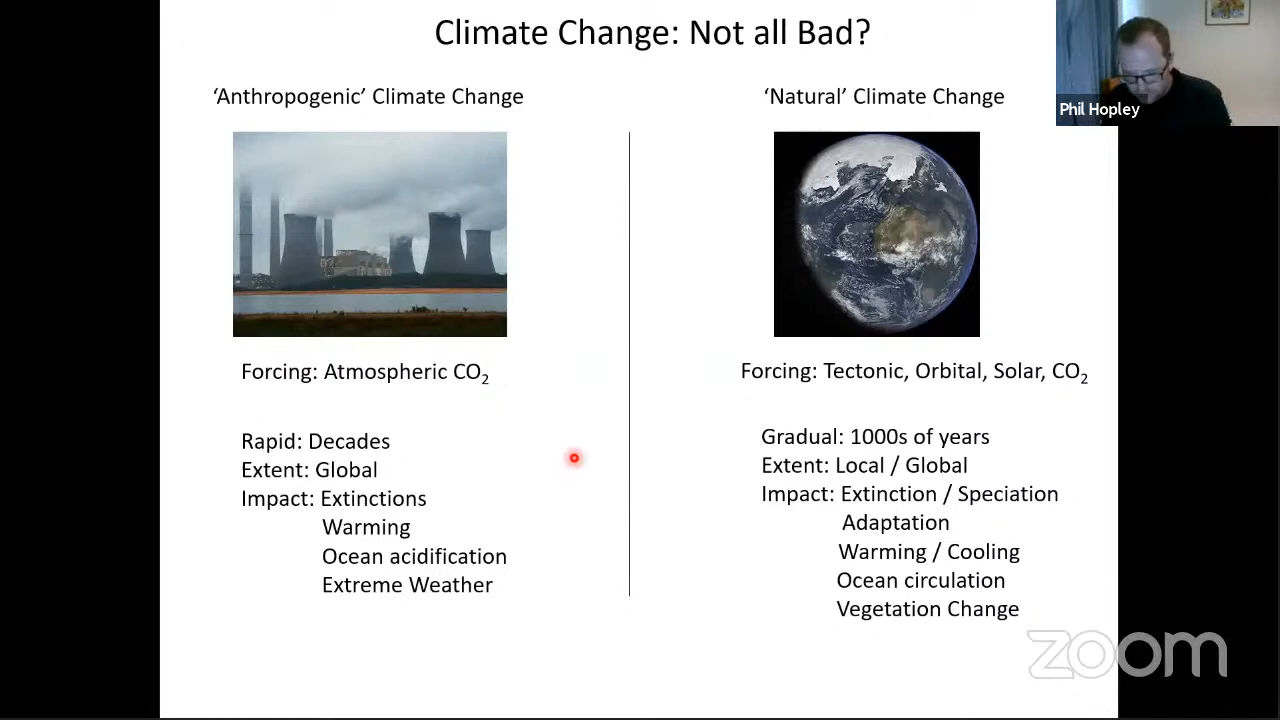 Climate Change: Not all Bad?
Phil Hopley
‘Anthropogenic’ Climate Change
Forcing: Atmospheric CO₂
Rapid: Decades
Extent: Global
Impact: Extinctions
Warming
Ocean acidification
Extreme Weather
‘Natural’ Climate Change
Forcing: Tectonic, Orbital, Solar, CO₂
Gradual: 1000s of years
Extent: Local / Global
Impact: Extinction / Speciation
Adaptation
Warming / Cooling
Ocean circulation
Vegetation Change
zoom